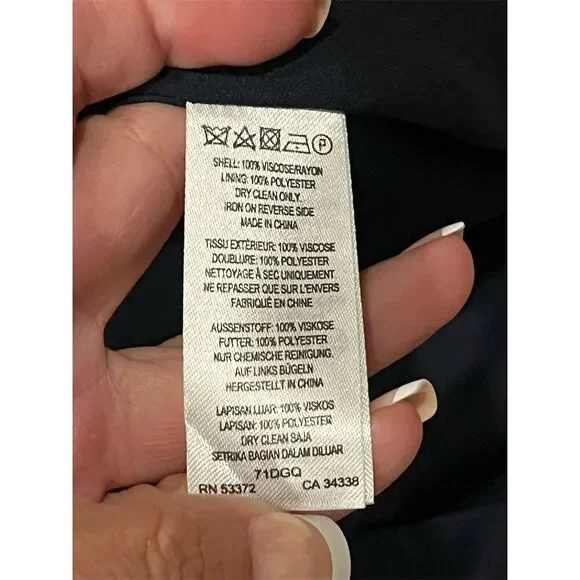 P
SHELL: 100% VISCOSE/RAYON
LINING: 100% POLYESTER
DRY CLEAN ONLY.
IRON ON REVERSE SIDE
MADE IN CHINA
TISSU EXTÉRIEUR: 100% VISCOSE
DOUBLURE: 100% POLYESTER
NETTOYAGE À SEC UNIQUEMENT
NE REPASSER QUE SUR L'ENVERS
FABRIQUÉ EN CHINE
AUSSENSTOFF: 100% VISKOSE
FUTTER: 100% POLYESTER
NUR CHEMISCHE REINIGUNG.
AUF LINKS BÜGELN
HERGESTELLT IN CHINA
LAPISAN LUAR: 100% VISKOS
LAPISAN: 100% POLYESTER
DRY CLEAN SAJA
SETRIKA BAGIAN DALAM DILUAR
71DGQ
RN 53372 CA 34338